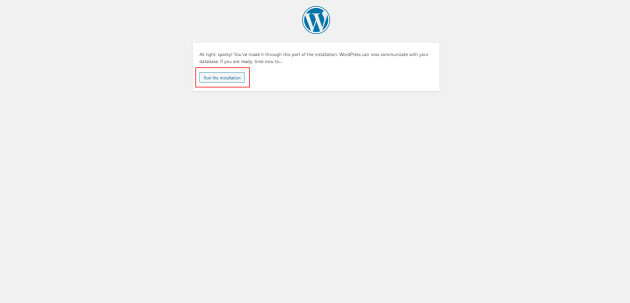 All right, sparky! You've made it through this part of the installation. WordPress can now communicate with your
database. If you are ready, time now to…
Run the installation